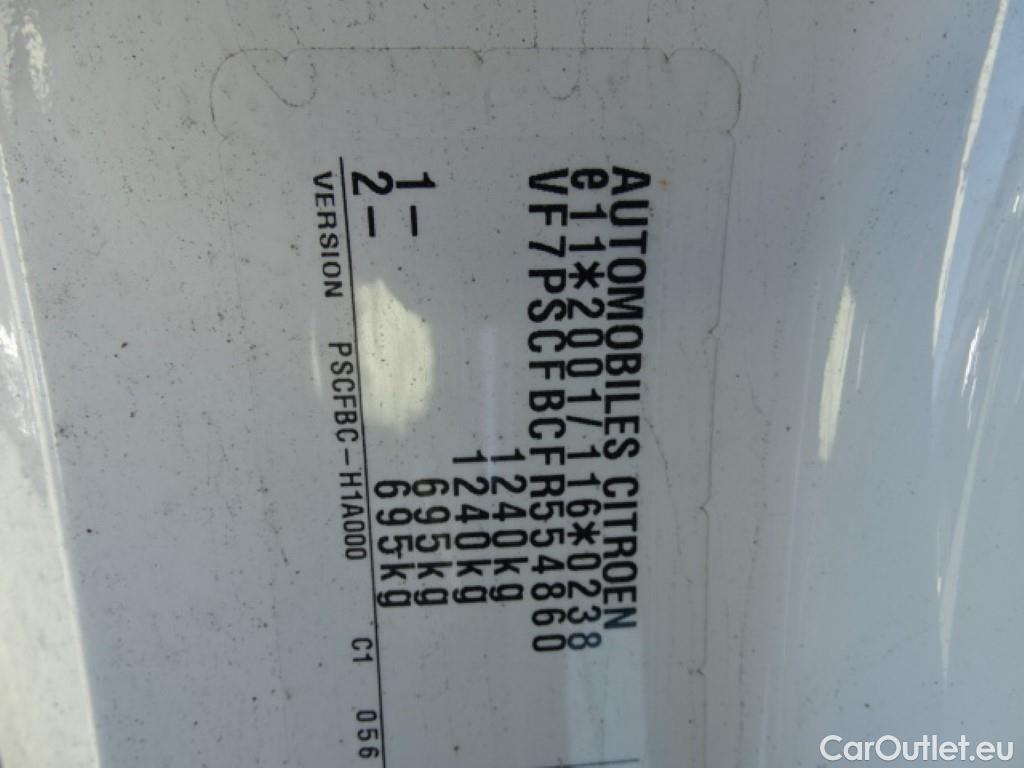 AUTOMOBILES CITROEN
e11*2001/116*0238
VF7PSCFBCFR554860
1240kg
1240kg
1- 695kg
2- 695kg
VERSION PSCFBC-H1A000 C1 056
CarOutlet.eu